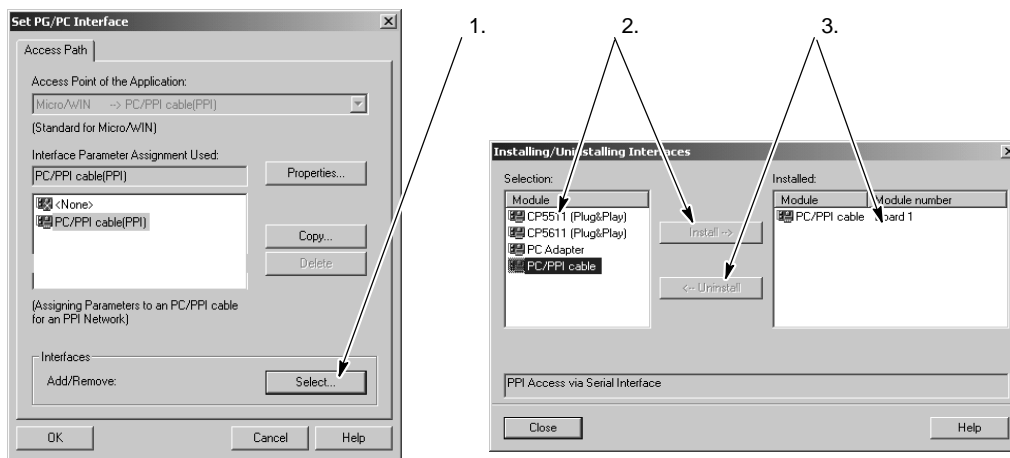 1.
2.
3.
Set PG/PC Interface
Access Path
Access Point of the Application:
Micro/WIN --> PC/PPI cable(PPI)
(Standard for Micro/WIN)
Interface Parameter Assignment Used:
PC/PPI cable(PPI)
Properties...
<None>
PC/PPI cable(PPI)
Copy...
Delete
(Assigning Parameters to an PC/PPI cable
for an PPI Network)
Interfaces
Add/Remove:
Select...
OK
Cancel
Help
Installing/Uninstalling Interfaces
Selection:
Module
CP5511 (Plug&Play)
CP5611 (Plug&Play)
PC Adapter
PC/PPI cable
Install -->
<-- Uninstall
Installed:
Module Module number
PC/PPI cable Board 1
PPI Access via Serial Interface
Close
Help